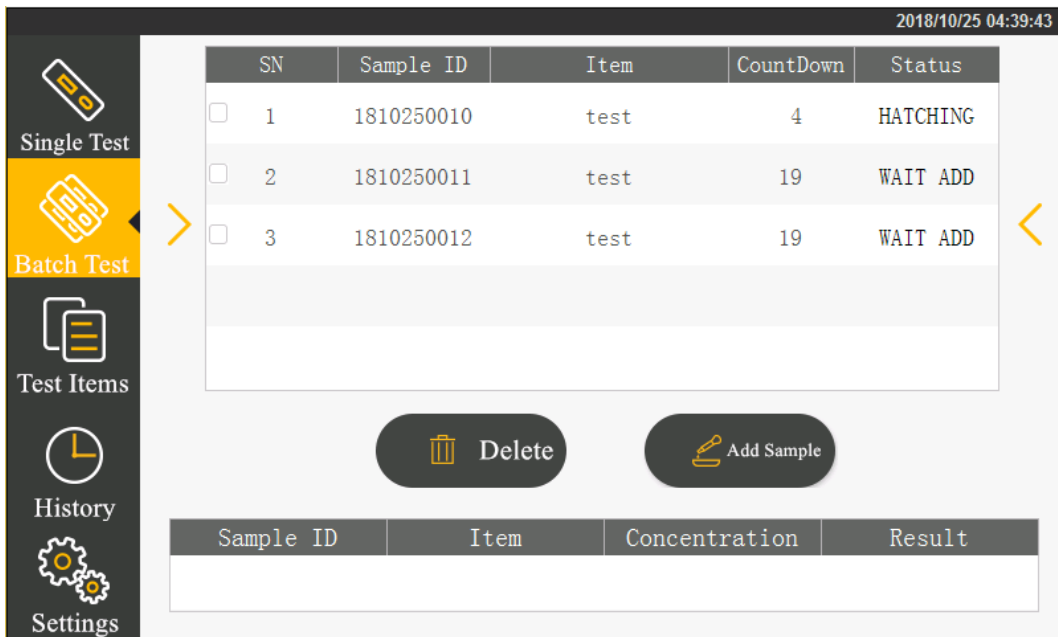 2018/10/25 04:39:43
Single Test
Batch Test
Test Items
History
Settings
SN Sample ID Item CountDown Status
1 1810250010 test 4 HATCHING
2 1810250011 test 19 WAIT ADD
3 1810250012 test 19 WAIT ADD
Delete
Add Sample
Sample ID Item Concentration Result